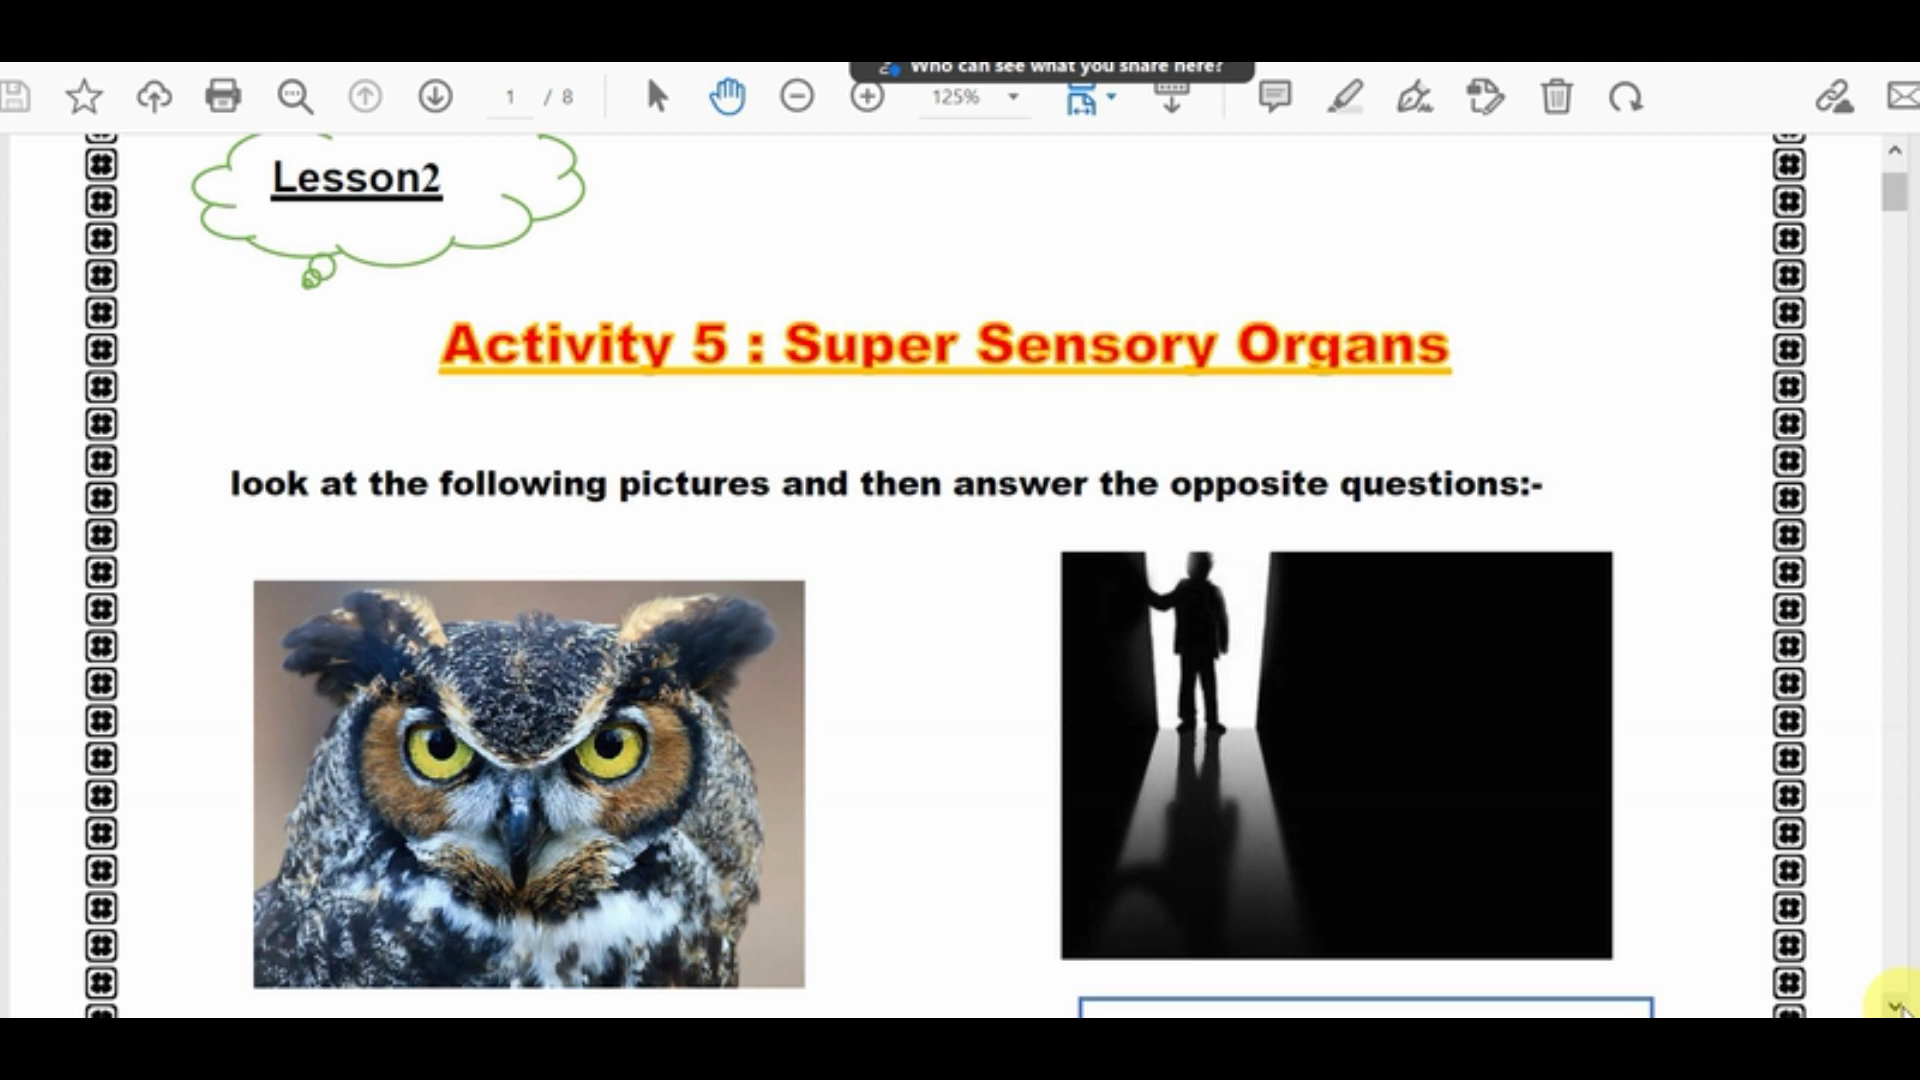 Who can see what you share here?
1 / 8
125%
Lesson2
Activity 5 : Super Sensory Organs
look at the following pictures and then answer the opposite questions:-